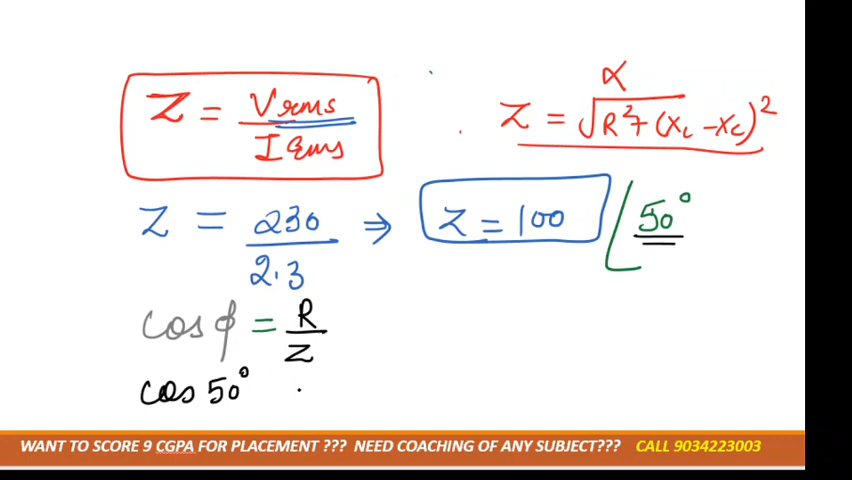 Z = Vrms / Irms
α
Z = √R²+(XL-XC)²
Z = 230 / 2.3 ⇒ Z = 100 ∠50°
cos φ = R / Z
cos 50°
WANT TO SCORE 9 CGPA FOR PLACEMENT ??? NEED COACHING OF ANY SUBJECT??? CALL 9034223003